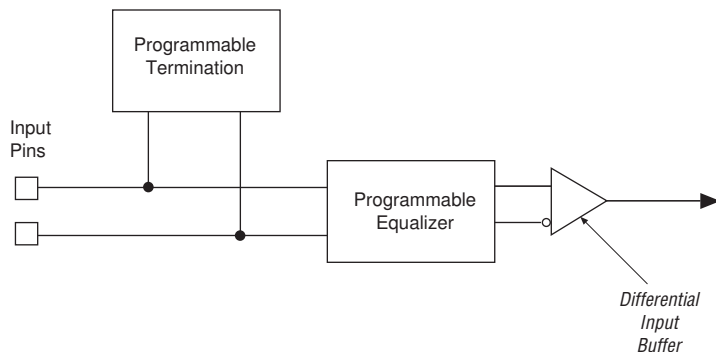 Programmable
Termination
Input
Pins
Programmable
Equalizer
Differential
Input
Buffer